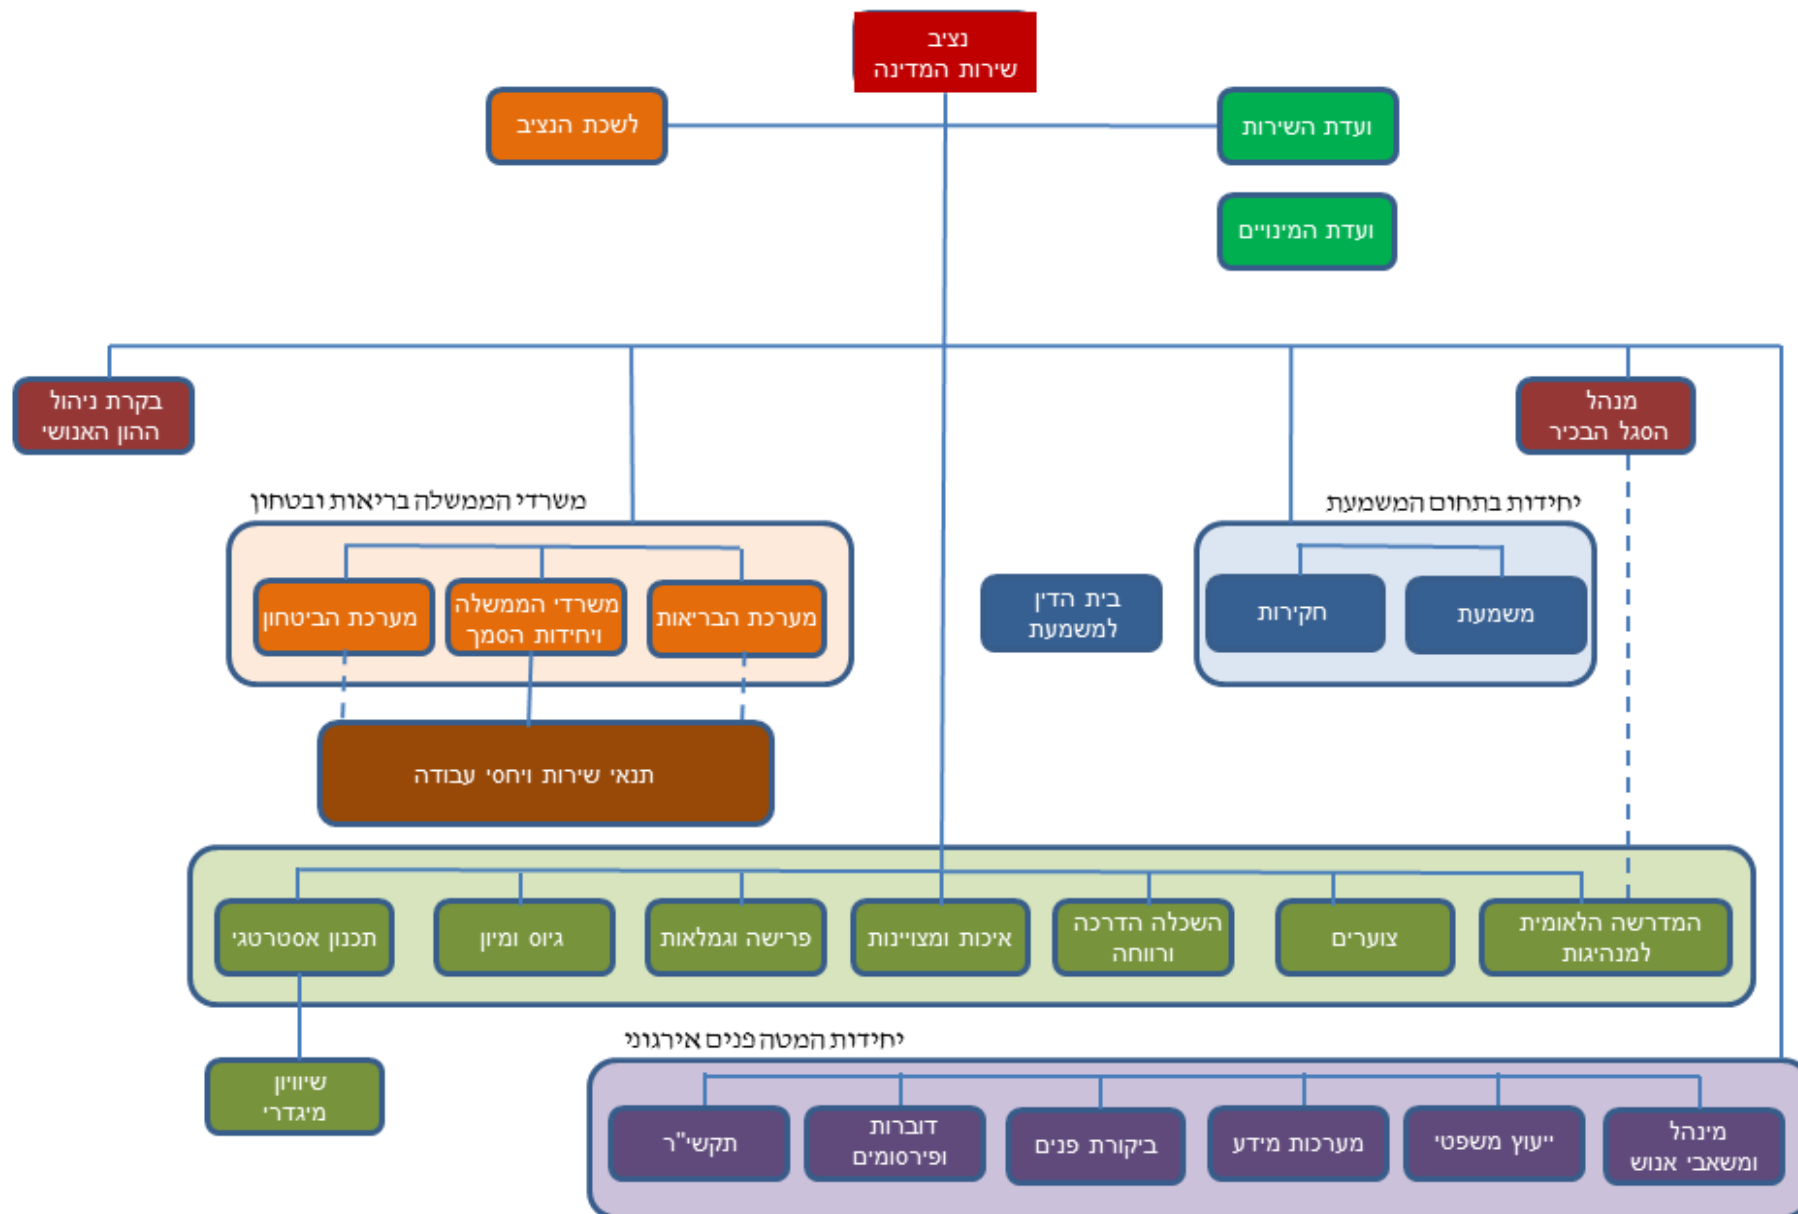 נציב
שירות המדינה
ועדת השירות
לשכת הנציב
ועדת המינויים
מנהל
הסגל הבכיר
בקרת ניהול
ההון האנושי
יחידות בתחום המשמעת
משרדי הממשלה בריאות ובטחון
משמעת
חקירות
בית הדין
למשמעת
מערכת הבריאות
משרדי הממשלה
ויחידות הסמך
מערכת הביטחון
תנאי שירות ויחסי עבודה
המדרשה הלאומית
למנהיגות
צוערים
השכלה הדרכה
ורווחה
איכות ומצויינות
פרישה וגמלאות
גיוס ומיון
תכנון אסטרטגי
שיוויון
מיגדרי
יחידות המטה פנים אירגוני
מינהל
ומשאבי אנוש
ייעוץ משפטי
מערכות מידע
ביקורת פנים
דוברות
ופירסומים
תקשי"ר